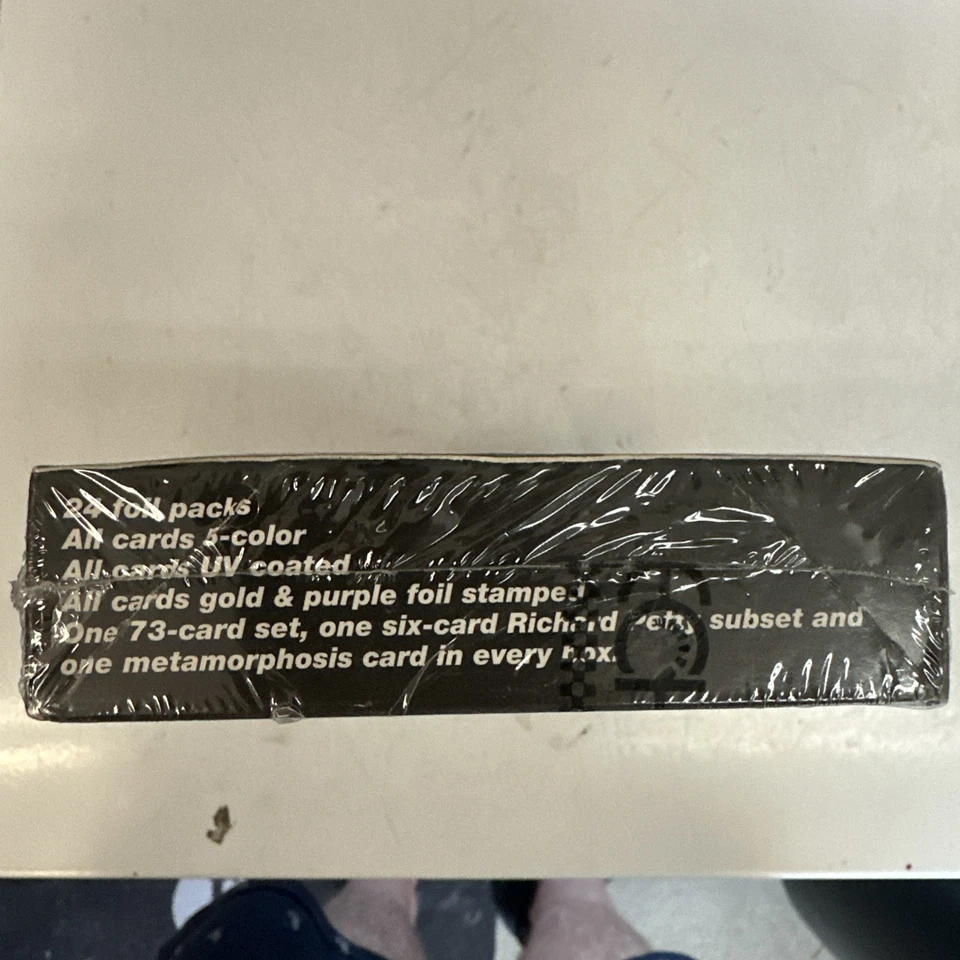 24 foil packs
All cards 5-color
All cards UV coated
All cards gold & purple foil stamped
One 73-card set, one six-card Richard Petty subset and
one metamorphosis card in every box.